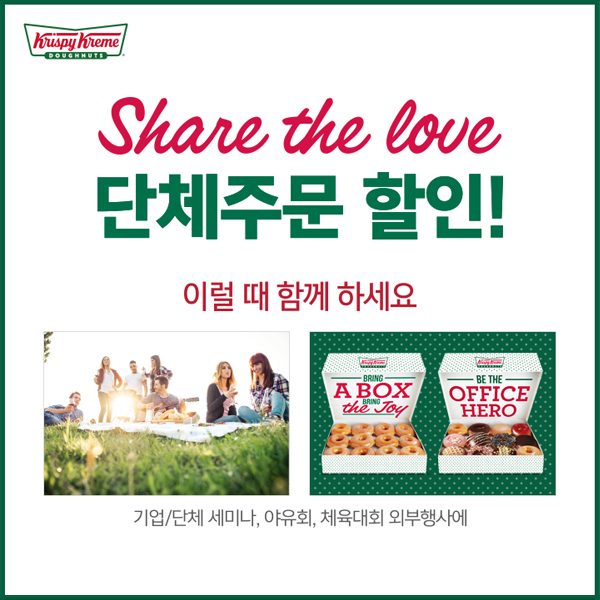 Krispy Kreme
DOUGHNUTS
Share the love
단체주문 할인!
이럴 때 함께 하세요
Krispy Kreme
DOUGHNUTS
BRING
A BOX
BRING
the Joy
Krispy Kreme
DOUGHNUTS
BE THE
OFFICE
HERO
기업/단체 세미나, 야유회, 체육대회 외부행사에